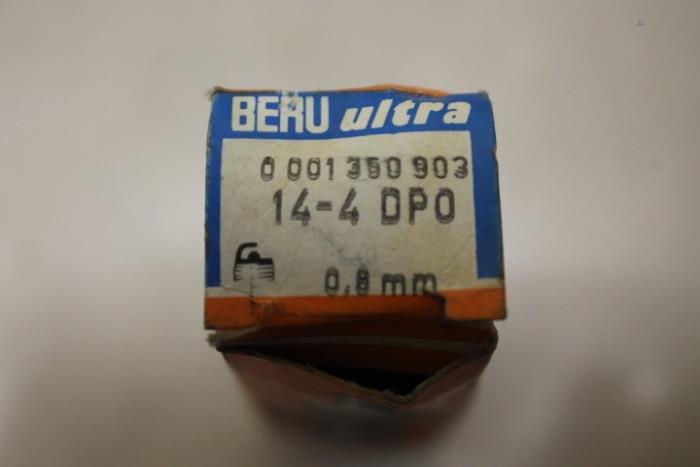 BERU ultra
0 001 350 903
14-4 DPO
0,8 mm